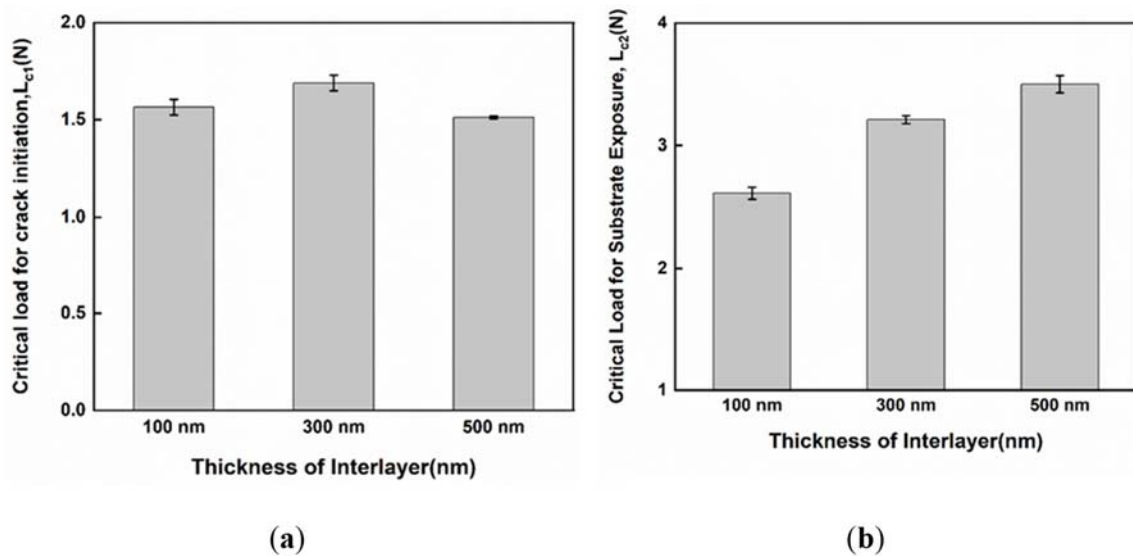 Critical load for crack initiation,Lc1(N)
2.0
1.5
1.0
0.5
0.0
100 nm
300 nm
500 nm
Thickness of Interlayer(nm)
(a)
Critical Load for Substrate Exposure, Lc2(N)
4
3
2
1
100 nm
300 nm
500 nm
Thickness of Interlayer(nm)
(b)